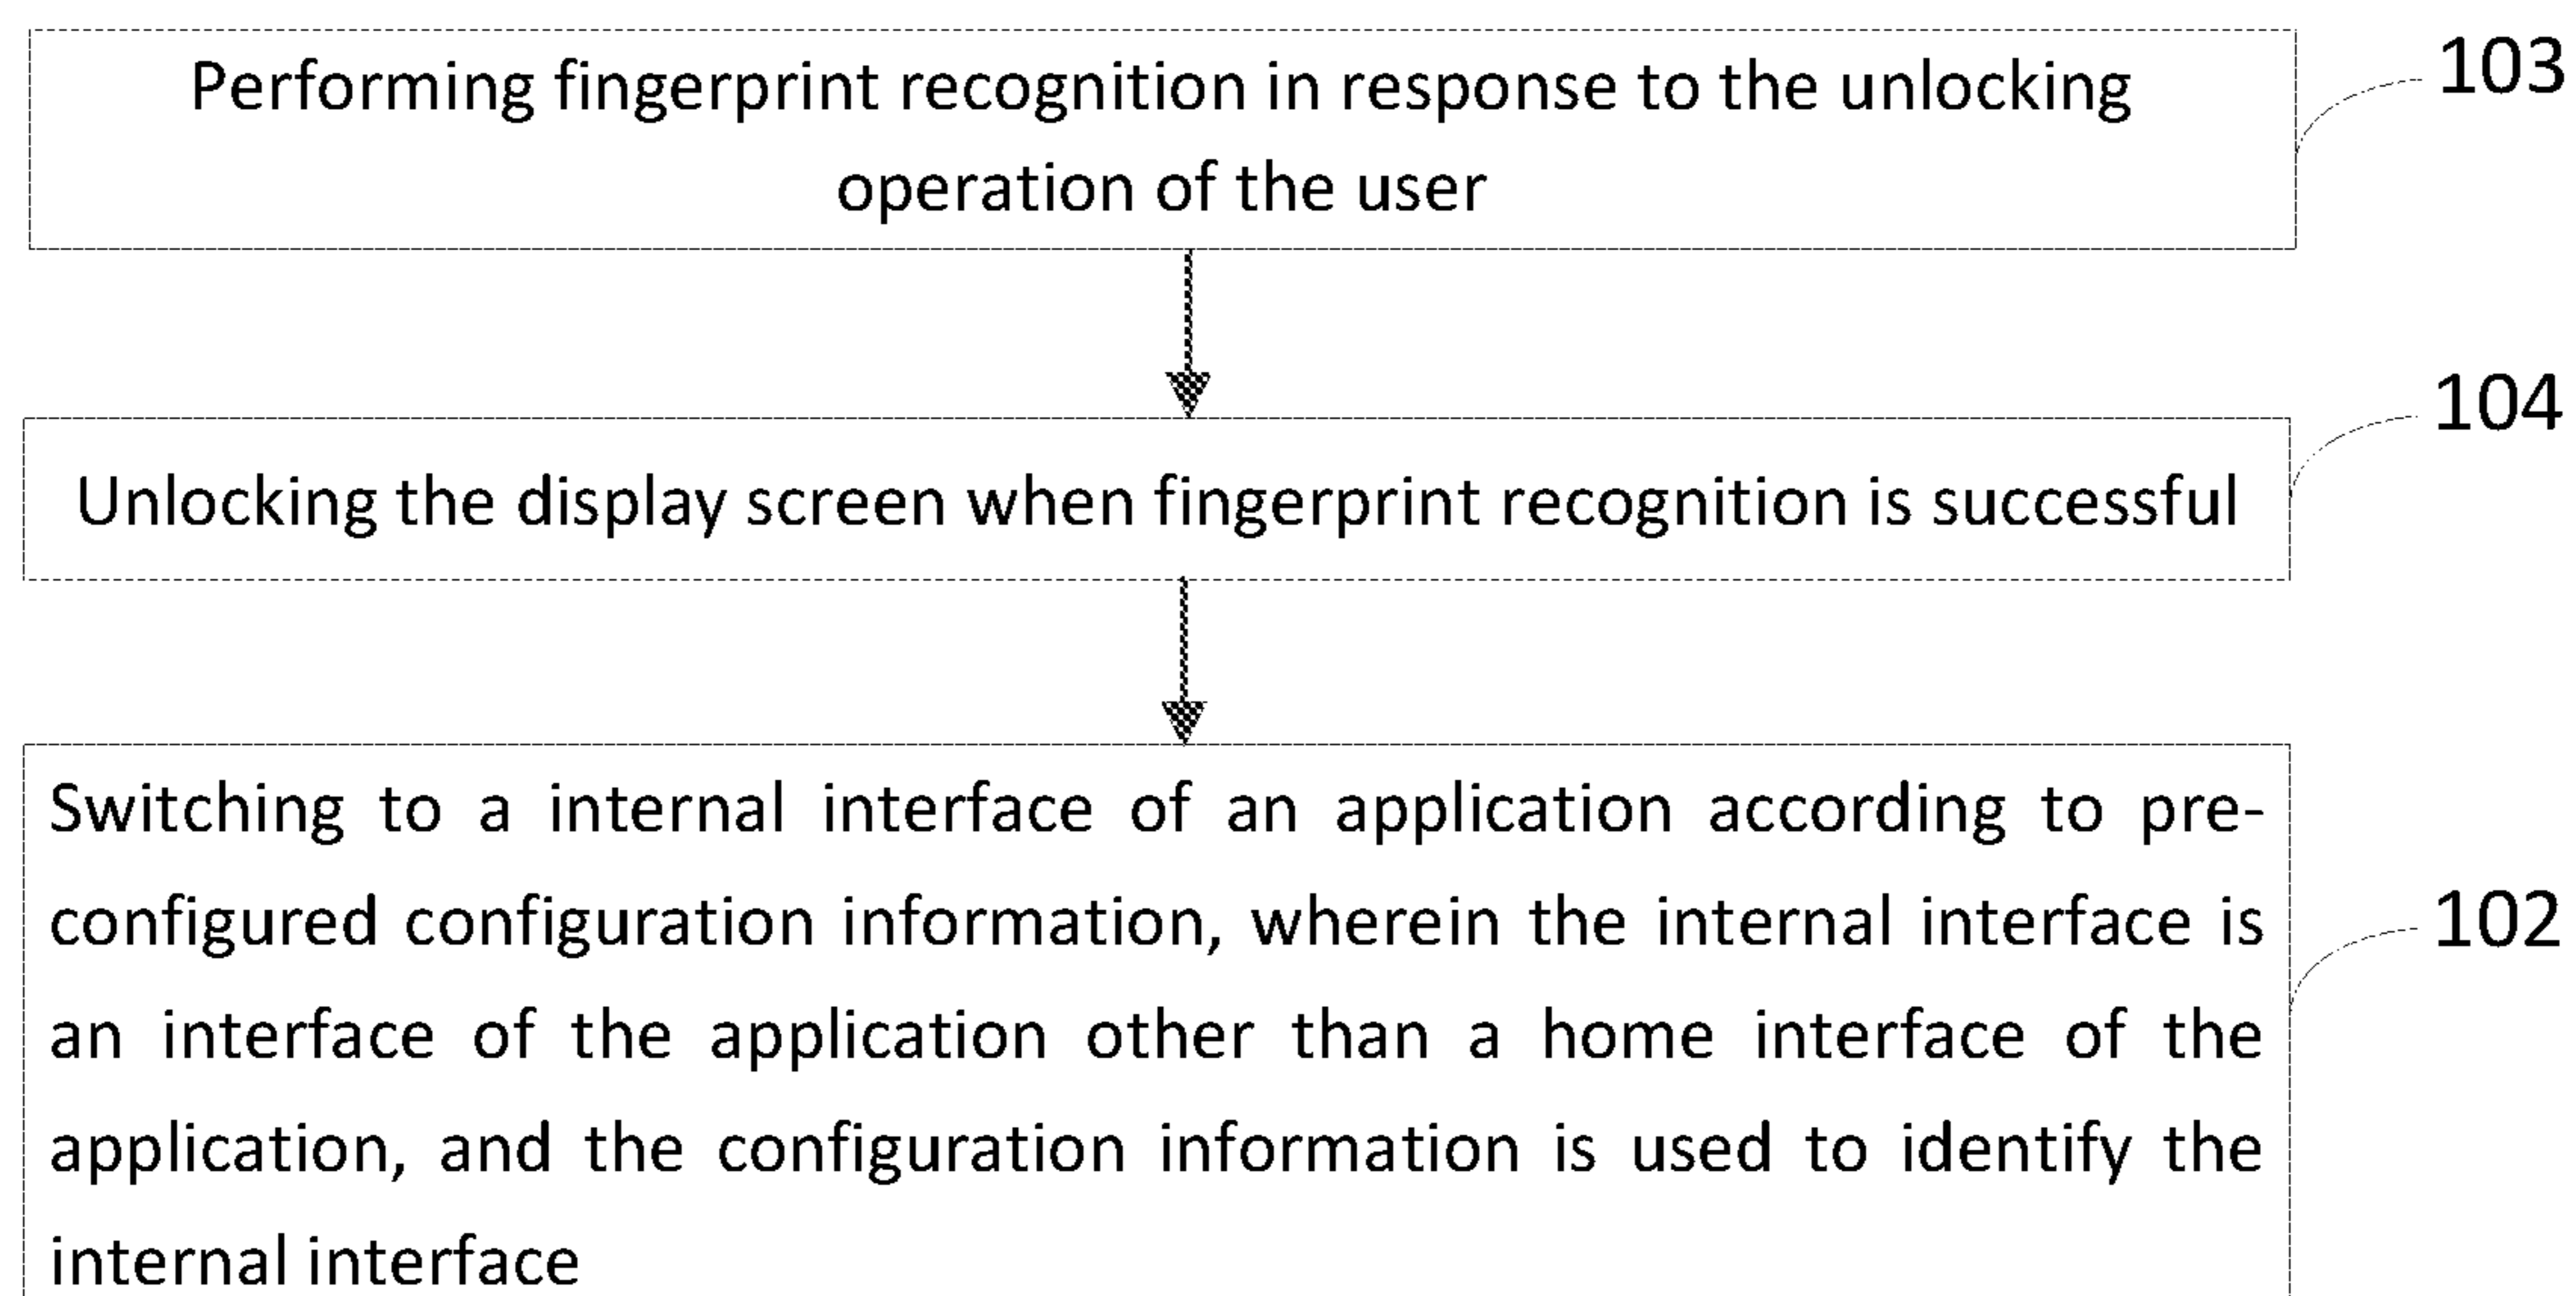 Performing fingerprint recognition in response to the unlocking
103
operation of the user
104
Unlocking the display screen when fingerprint recognition is successful
Switching to a internal interface of an application according to pre-
configured configuration information, wherein the internal interface is
102
an interface of the application other than a home interface of the
application, and the configuration information is used to identify the
internal interface